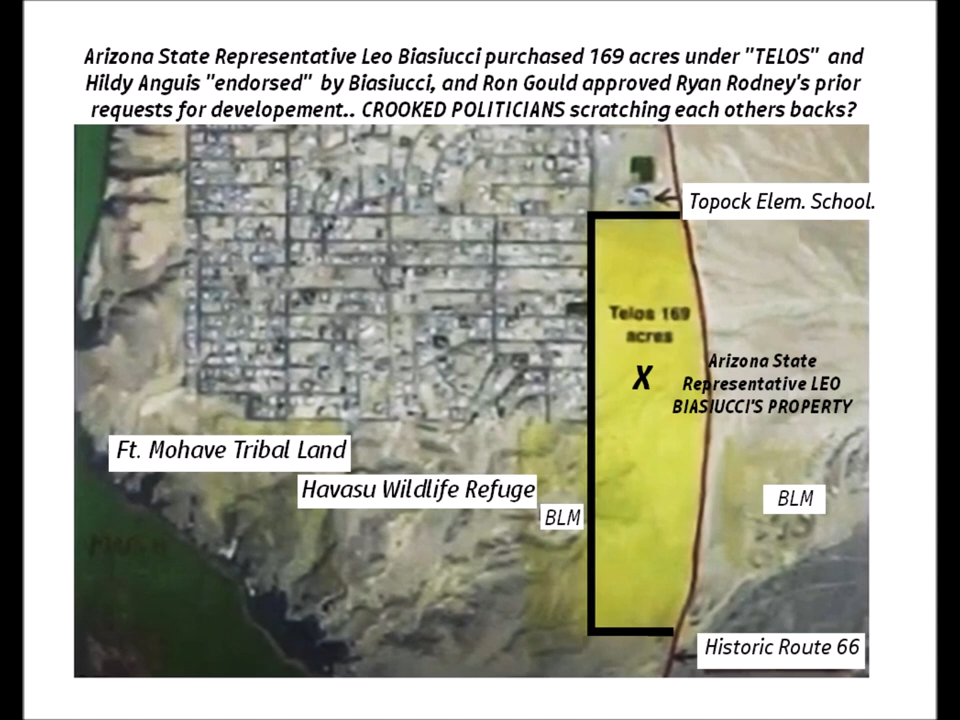 Arizona State Representative Leo Biasiucci purchased 169 acres under "TELOS" and
Hildy Anguis "endorsed" by Biasiucci, and Ron Gould approved Ryan Rodney's prior
requests for developement.. CROOKED POLITICIANS scratching each others backs?
Topock Elem. School.
Telos 169
acres
X
Arizona State
Representative LEO
BIASIUCCI'S PROPERTY
Ft. Mohave Tribal Land
Havasu Wildlife Refuge
BLM
BLM
Historic Route 66